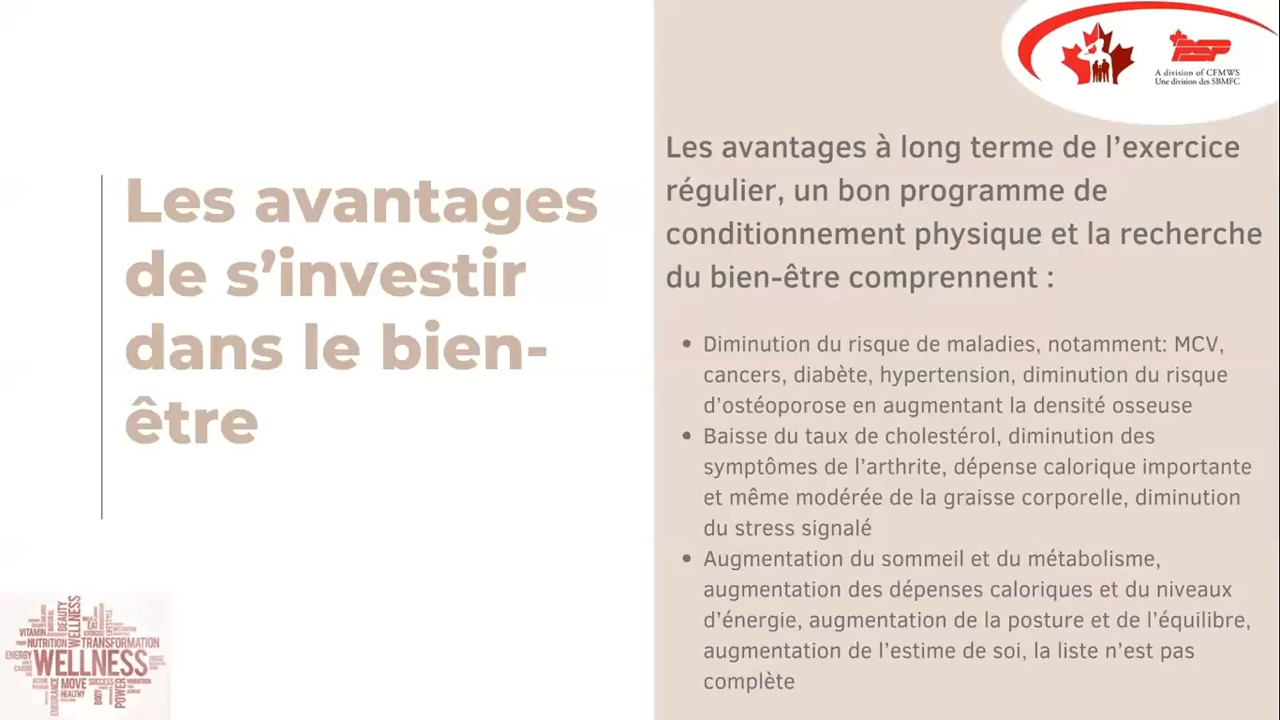 PSP
A division of CFMWS
Une division des SBMFC
Les avantages
de s’investir
dans le bien-
être
Les avantages à long terme de l’exercice
régulier, un bon programme de
conditionnement physique et la recherche
du bien-être comprennent :
• Diminution du risque de maladies, notamment: MCV,
cancers, diabète, hypertension, diminution du risque
d’ostéoporose en augmentant la densité osseuse
• Baisse du taux de cholestérol, diminution des
symptômes de l’arthrite, dépense calorique importante
et même modérée de la graisse corporelle, diminution
du stress signalé
• Augmentation du sommeil et du métabolisme,
augmentation des dépenses caloriques et du niveaux
d’énergie, augmentation de la posture et de l’équilibre,
augmentation de l’estime de soi, la liste n’est pas
complète
BEAUTY
WELLNESS
VITAMIN
EAT
NUTRITION
TRANSFORMATION
ENERGY
WELLNESS
MOVE
SUCCESS
HEALTHY
BODY
POWER
ENDURANCE